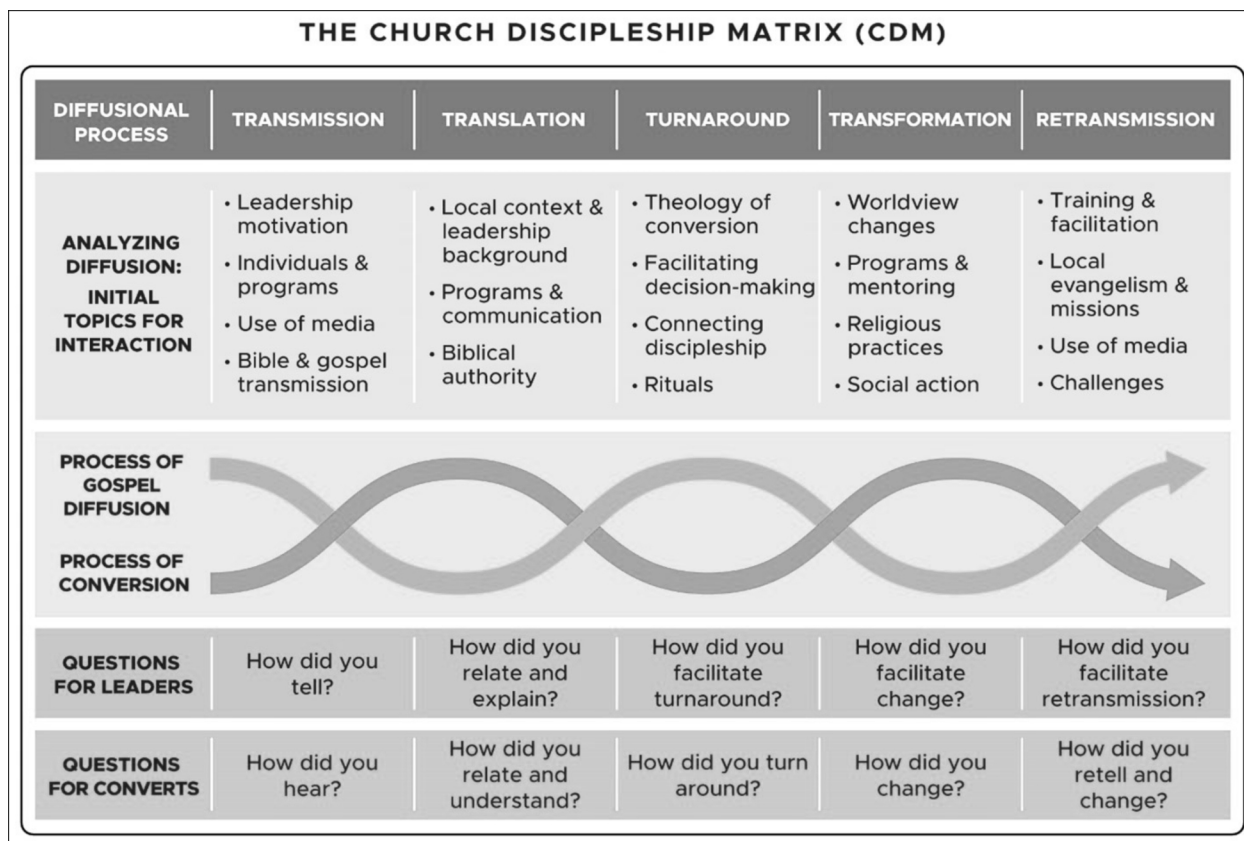 THE CHURCH DISCIPLESHIP MATRIX (CDM)
DIFFUSIONAL
PROCESS
TRANSMISSION
TRANSLATION
TURNAROUND
TRANSFORMATION
RETRANSMISSION
ANALYZING
DIFFUSION:
INITIAL
TOPICS FOR
INTERACTION
• Leadership
motivation
• Individuals &
programs
• Use of media
• Bible & gospel
transmission
• Local context &
leadership
background
• Programs &
communication
• Biblical
authority
• Theology of
conversion
• Facilitating
decision-making
• Connecting
discipleship
• Rituals
• Worldview
changes
• Programs &
mentoring
• Religious
practices
• Social action
• Training &
facilitation
• Local
evangelism &
missions
• Use of media
• Challenges
PROCESS OF
GOSPEL
DIFFUSION
PROCESS OF
CONVERSION
QUESTIONS
FOR LEADERS
How did you
tell?
How did you
relate and
explain?
How did you
facilitate
turnaround?
How did you
facilitate
change?
How did you
facilitate
retransmission?
QUESTIONS
FOR CONVERTS
How did you
hear?
How did you
relate and
understand?
How did you turn
around?
How did you
change?
How did you
retell and
change?